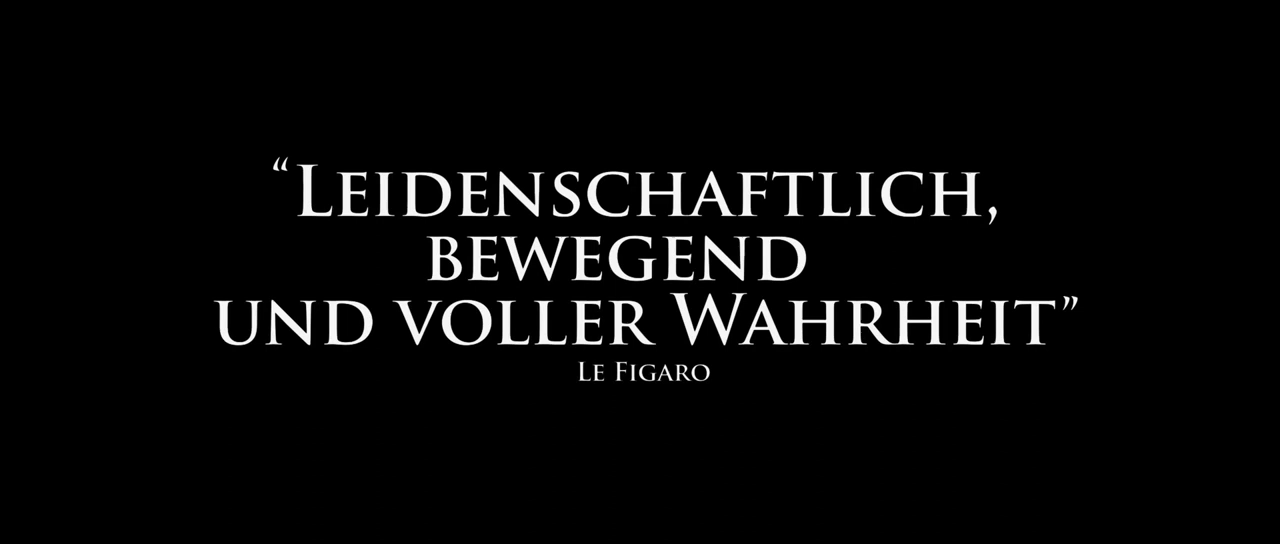 “Leidenschaftlich,
bewegend
und voller Wahrheit”
Le Figaro